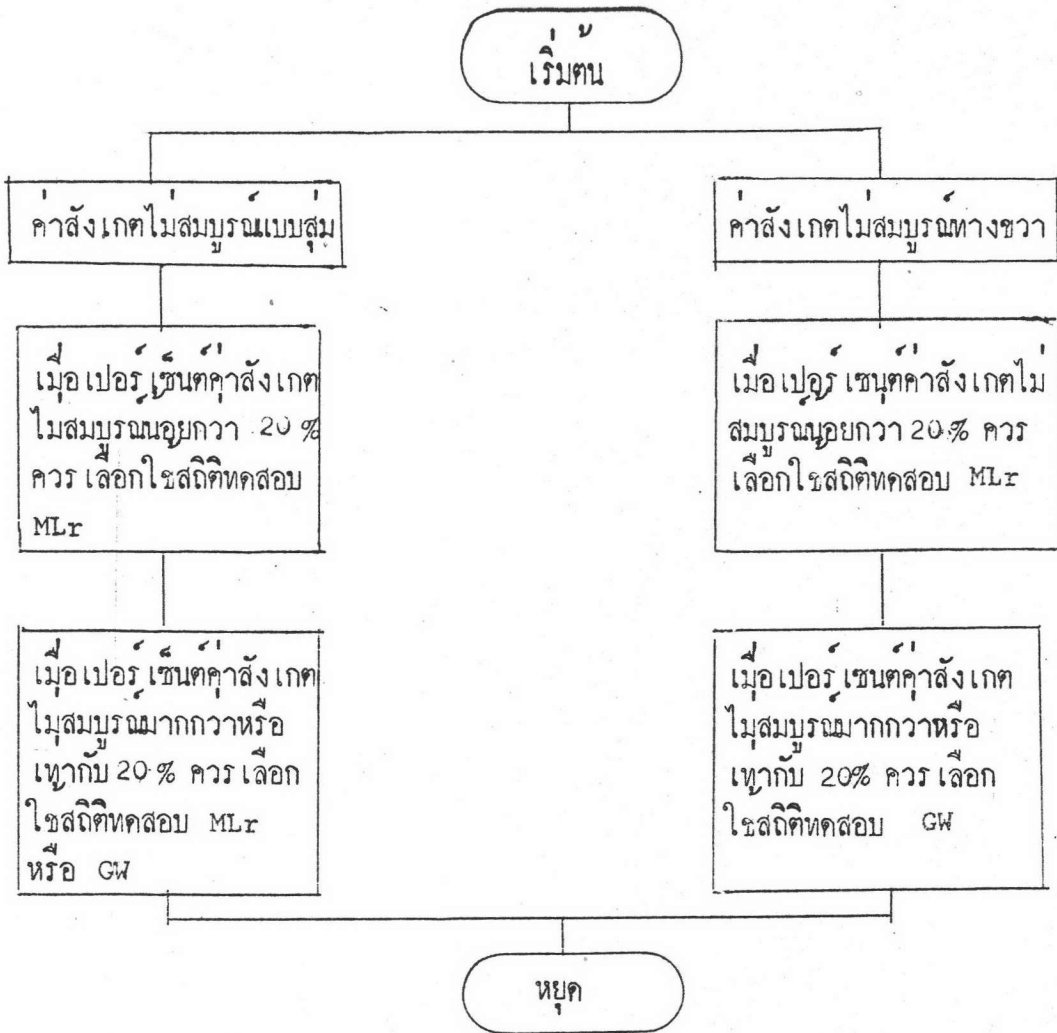 เริ่มต้น
ค่าสังเกตไม่สมบูรณ์แบบสุ่ม
ค่าสังเกตไม่สมบูรณ์ทางขวา
เมื่อเปอร์เซ็นต์ค่าสังเกต
ไม่สมบูรณ์น้อยกว่า 20 %
ควรเลือกใช้สถิติทดสอบ
MLr
เมื่อเปอร์เซนต์ค่าสังเกตไม่
สมบูรณ์น้อยกว่า 20% ควร
เลือกใช้สถิติทดสอบ MLr
เมื่อเปอร์เซ็นต์ค่าสังเกต
ไม่สมบูรณ์มากกว่าหรือ
เท่ากับ 20% ควรเลือก
ใช้สถิติทดสอบ MLr
หรือ GW
เมื่อเปอร์เซนต์ค่าสังเกต
ไม่สมบูรณ์มากกว่าหรือ
เท่ากับ 20% ควรเลือก
ใช้สถิติทดสอบ GW
หยุด